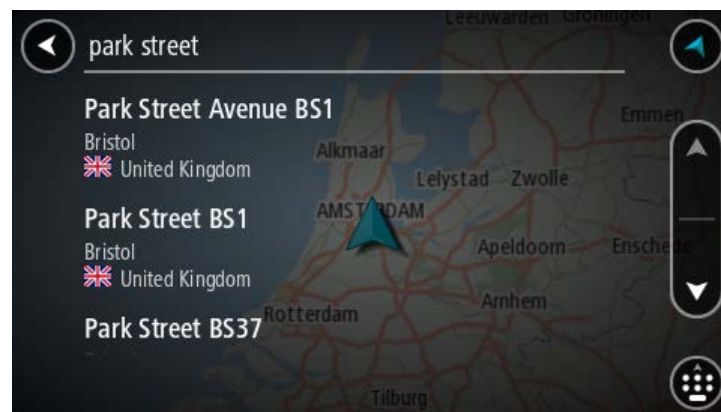 Leeuwarden Groningen
park street
Park Street Avenue BS1
Bristol
United Kingdom
Emmen
Alkmaar
Lelystad Zwolle
Park Street BS1
Bristol
United Kingdom
AMSTERDAM
Apeldoorn Enschede
Park Street BS37
Rotterdam
Arnhem
Tilburg